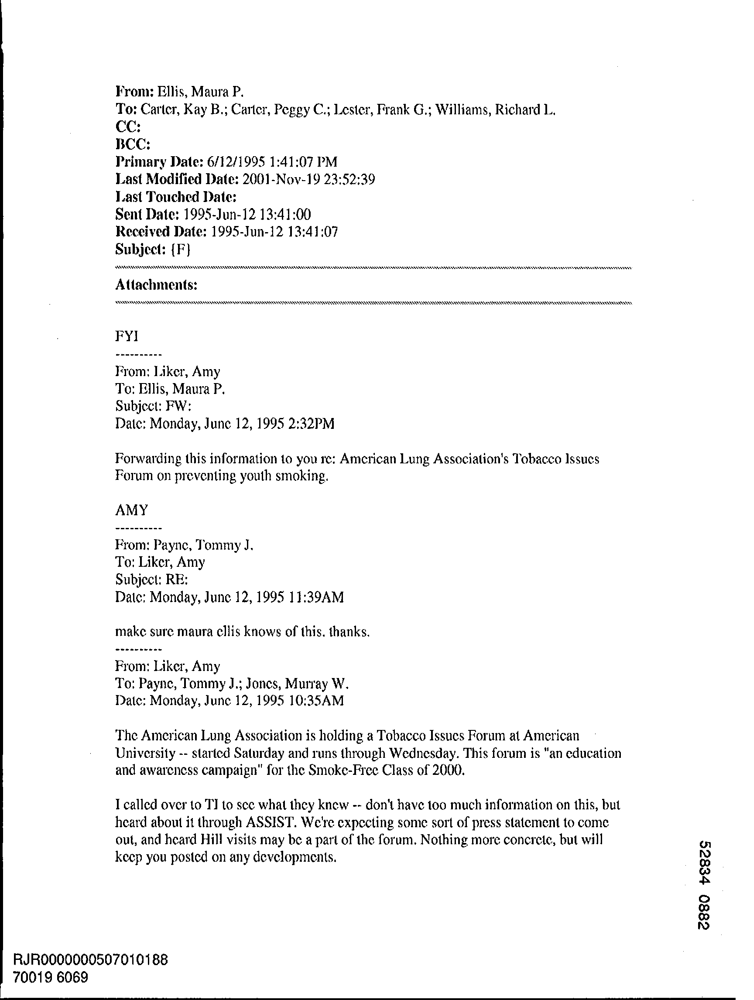 From: Ellis, Maura P.
To: Carter, Kay B.; Carter, Peggy C.; Lester, Frank G.; Williams, Richard L.
CC:
BCC:
Primary Date: 6/12/1995 1:41:07 PM
Last Modified Date: 2001-Nov-19 23:52:39
Last Touched Date:
Sent Date: 1995-Jun-12 13:41:00
Received Date: 1995-Jun-12 13:41:07
Subject: {F}
Attachments:
FYI
----------
From: Liker, Amy
To: Ellis, Maura P.
Subject: FW:
Date: Monday, June 12, 1995 2:32PM
Forwarding this information to you re: American Lung Association's Tobacco Issues
Forum on preventing youth smoking.
AMY
----------
From: Payne, Tommy J.
To: Liker, Amy
Subject: RE:
Date: Monday, June 12, 1995 11:39AM
make sure maura ellis knows of this. thanks.
----------
From: Liker, Amy
To: Payne, Tommy J.; Jones, Murray W.
Date: Monday, June 12, 1995 10:35AM
The American Lung Association is holding a Tobacco Issues Forum at American
University -- started Saturday and runs through Wednesday. This forum is "an education
and awareness campaign" for the Smoke-Free Class of 2000.
I called over to TI to see what they knew -- don't have too much information on this, but
heard about it through ASSIST. We're expecting some sort of press statement to come
out, and heard Hill visits may be a part of the forum. Nothing more concrete, but will
keep you posted on any developments.
52834 0882
RJR0000000507010188
70019 6069